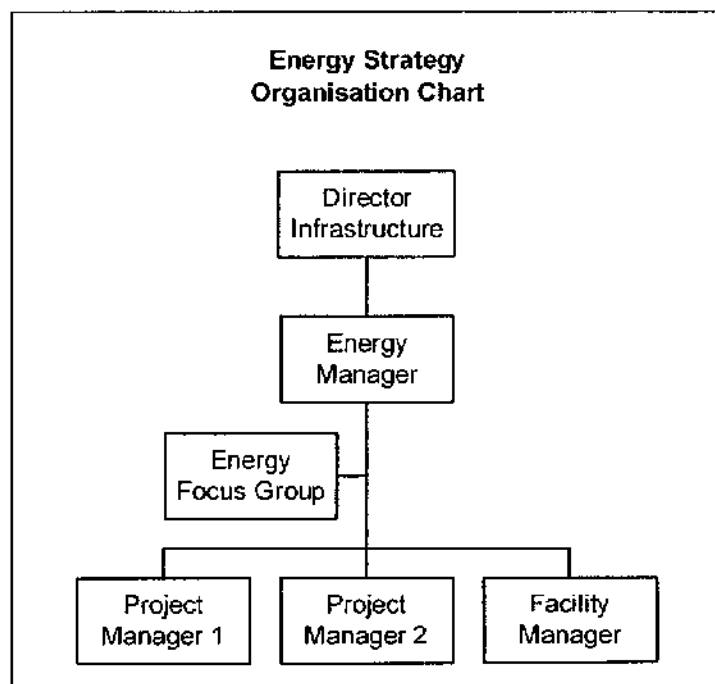 Energy Strategy
Organisation Chart
Director
Infrastructure
Energy
Manager
Energy
Focus Group
Project
Manager 1
Project
Manager 2
Facility
Manager